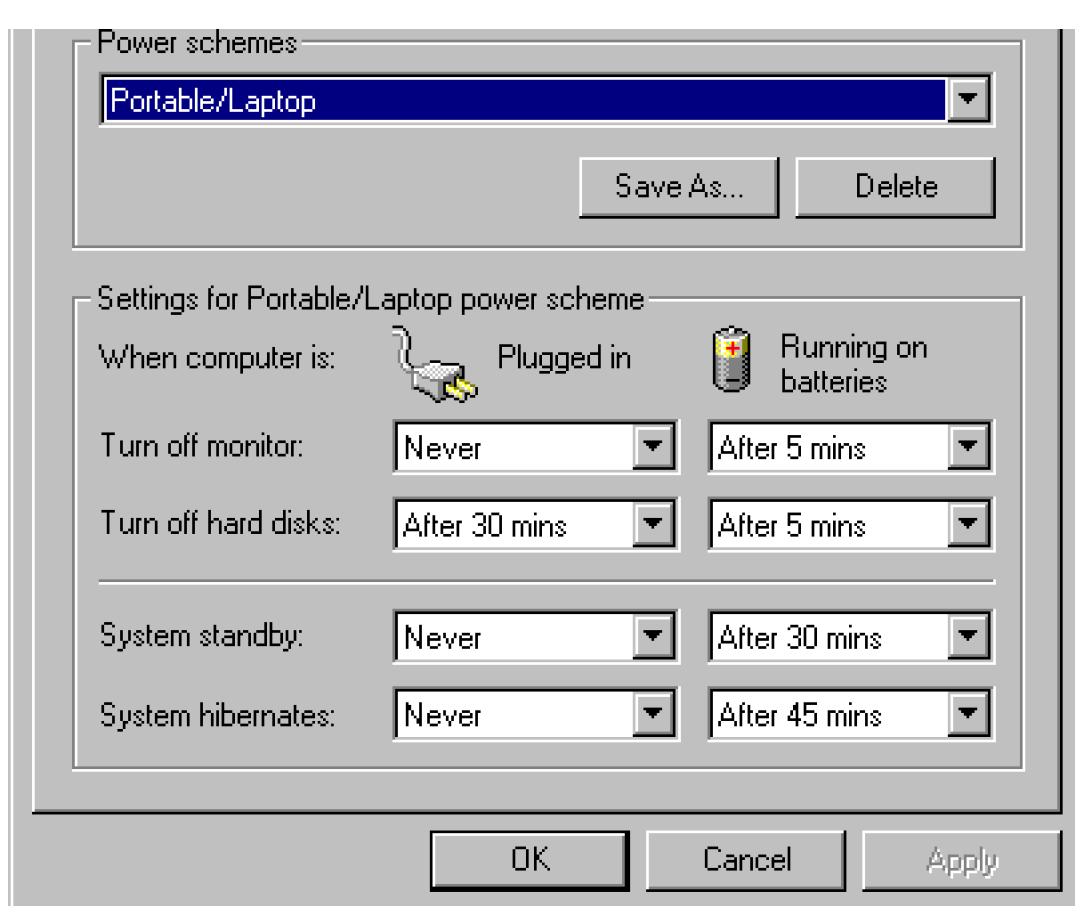 Power schemes
Portable/Laptop
Save As...
Delete
Settings for Portable/Laptop power scheme
When computer is:
Plugged in
Running on
batteries
Turn off monitor:
Never
After 5 mins
Turn off hard disks:
After 30 mins
After 5 mins
System standby:
Never
After 30 mins
System hibernates:
Never
After 45 mins
OK
Cancel
Apply